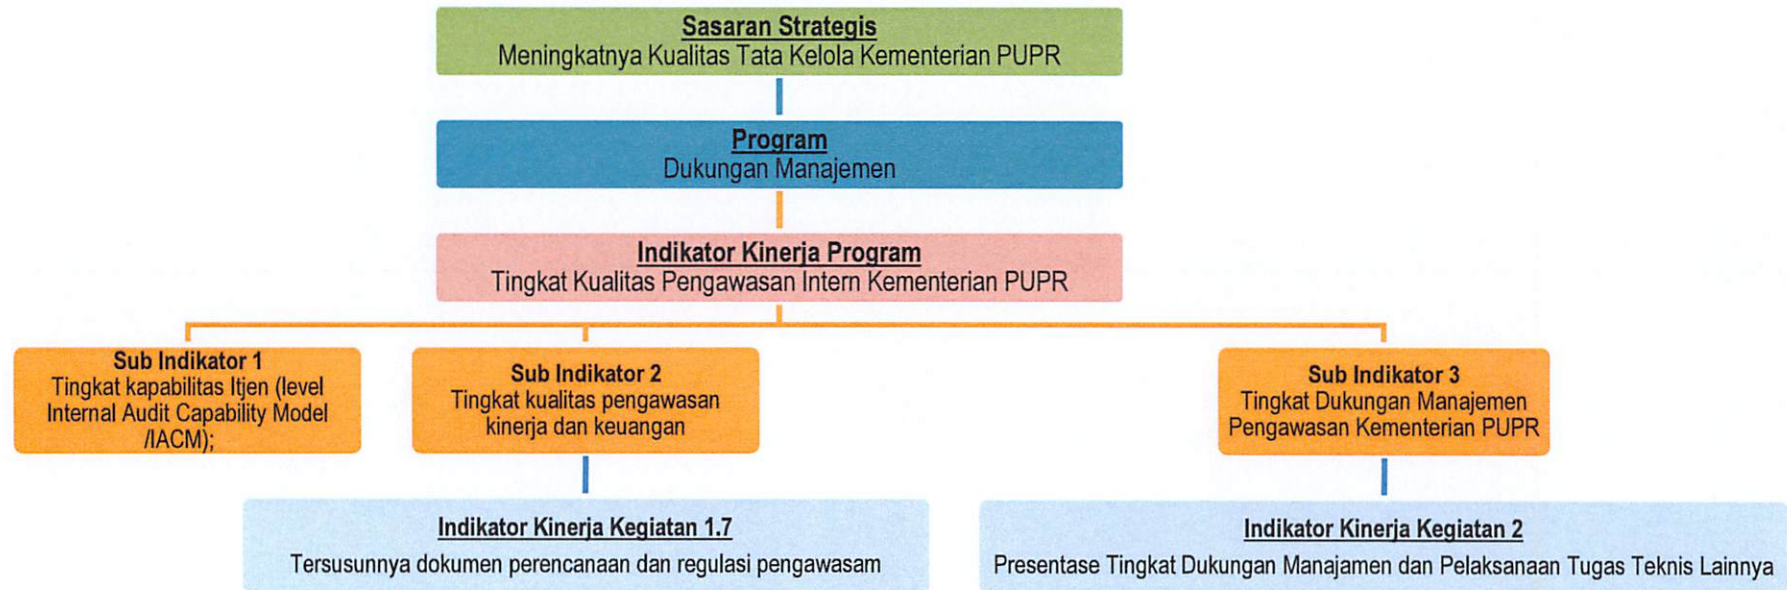 Sasaran Strategis
Meningkatnya Kualitas Tata Kelola Kementerian PUPR
Program
Dukungan Manajemen
Indikator Kinerja Program
Tingkat Kualitas Pengawasan Intern Kementerian PUPR
Sub Indikator 1
Tingkat kapabilitas Itjen (level
Internal Audit Capability Model
/IACM);
Sub Indikator 2
Tingkat kualitas pengawasan
kinerja dan keuangan
Sub Indikator 3
Tingkat Dukungan Manajemen
Pengawasan Kementerian PUPR
Indikator Kinerja Kegiatan 1.7
Tersusunnya dokumen perencanaan dan regulasi pengawasam
Indikator Kinerja Kegiatan 2
Presentase Tingkat Dukungan Manajamen dan Pelaksanaan Tugas Teknis Lainnya